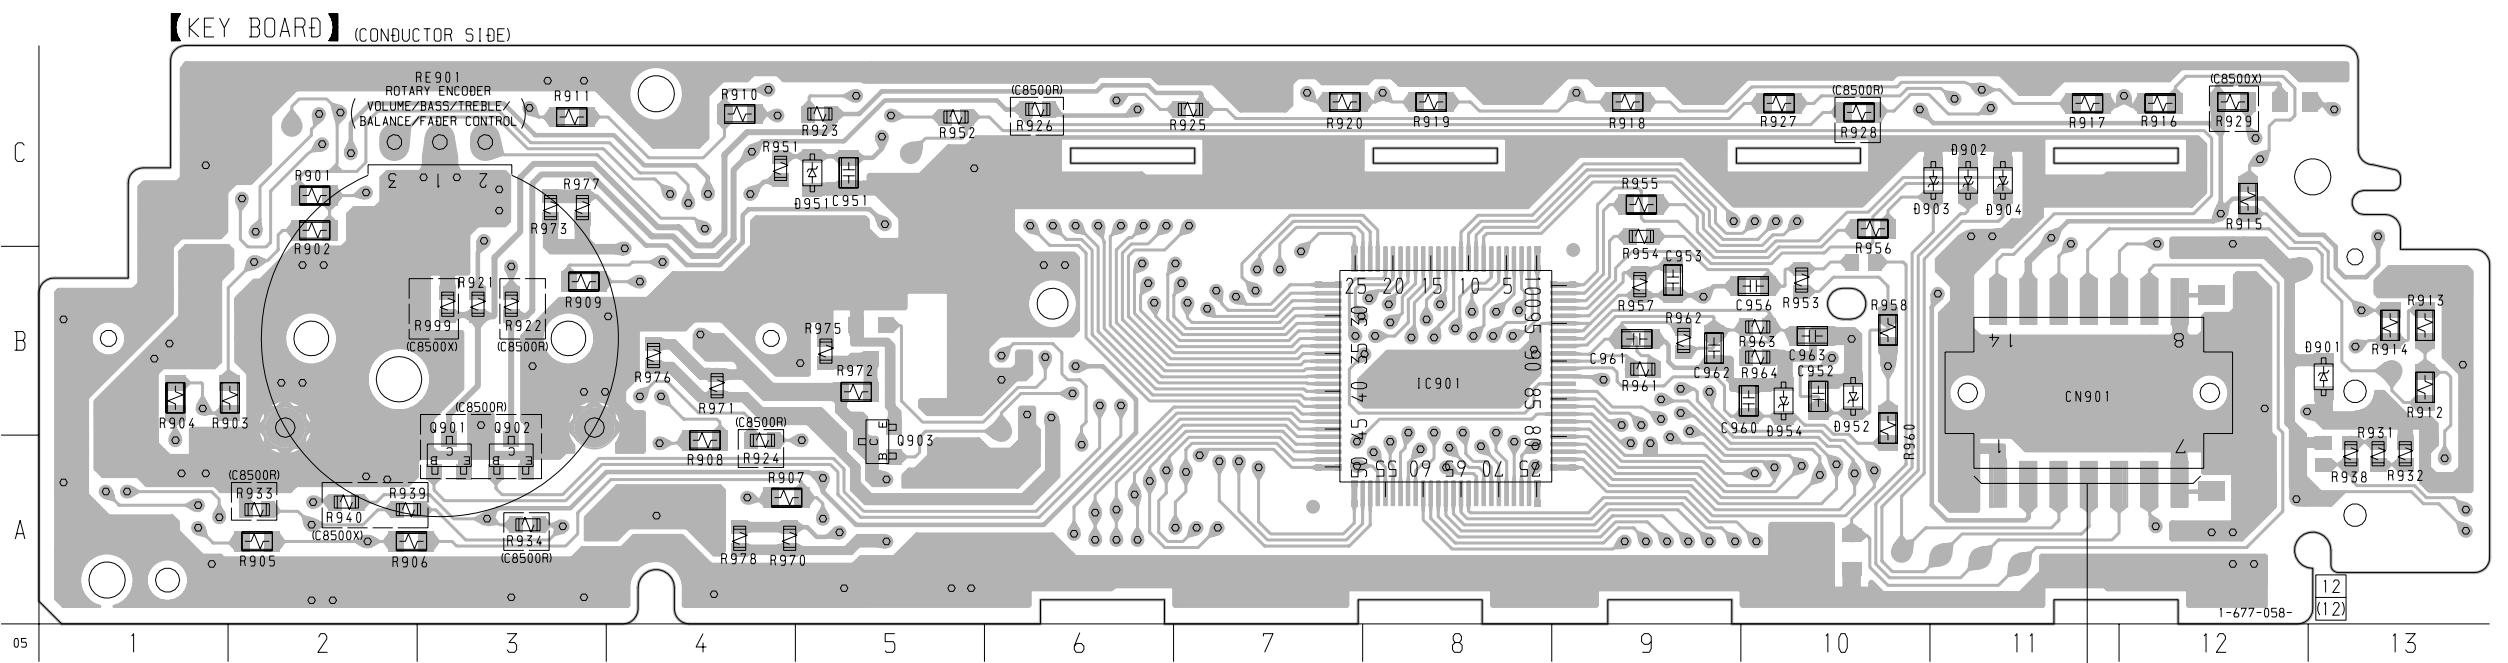 【KEY BOARD】 (CONDUCTOR SIDE)
RE901
ROTARY ENCODER
(VOLUME/BASS/TREBLE/
BALANCE/FADER CONTROL)
R911
R910
R923
R952
(C8500R)
R926
R925
R920
R919
R918
R927
(C8500R)
R928
R917
R916
(C8500X)
R929
C
3
1
2
R901
R902
R977
R973
R951
D951
C951
R955
R954
C953
R956
D902
D903
D904
R915
R909
R921
R999
(C8500X)
R922
(C8500R)
R975
R976
R972
R971
25 20 15 10 5 100
30
35
40
45
50
95
90
85
80
55 60 65 70 75
IC901
R957
R953
C956
R958
R962
R963
C963
C961
C962
R964
C952
R961
C960
D954
D952
R960
14
8
CN901
1
7
D901
R913
R914
R912
B
R904
R903
(C8500R)
Q901
Q902
B C E
B C E
R908
(C8500R)
R924
Q903
B C E
R931
R938
R932
(C8500R)
R933
R939
R940
(C8500X)
R907
R934
(C8500R)
R905
R906
R978
R970
A
12
(12)
1-677-058-
05
1 2 3 4 5 6 7 8 9 10 11 12 13